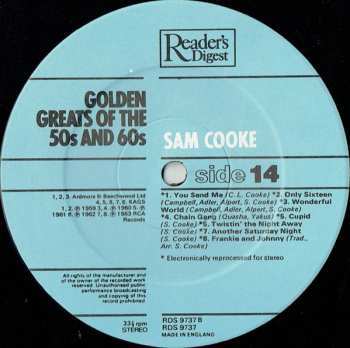 Reader's
Digest
GOLDEN
GREATS OF THE
50s AND 60s
SAM COOKE
side 14
1, 2, 3. Ardmore & Beechwood Ltd
4, 5, 6, 7, 8. KAGS
1, 2, ℗ 1959 3, 4. ℗ 1960 5. ℗
1961 6. ℗ 1962 7, 8. ℗ 1963 RCA
Records
*1. You Send Me (C. L. Cooke) *2. Only Sixteen
(Campbell, Adler, Alpert, S. Cooke) *3. Wonderful
World (Campbell, Adler, Alpert, S. Cooke)
*4. Chain Gang (Quasha, Yakus) *5. Cupid
(S. Cooke) *6. Twistin' the Night Away
(S. Cooke) *7. Another Saturday Night
(S. Cooke) *8. Frankie and Johnny (Trad.,
Arr. S. Cooke)
* Electronically reprocessed for stereo
All rights of the manufacturer and
of the owner of the recorded work
reserved Unauthorised public
performance broadcasting
and copying of this
record prohibited.
33⅓ rpm
STEREO
RDS 9737B
RDS 9737
MADE IN ENGLAND